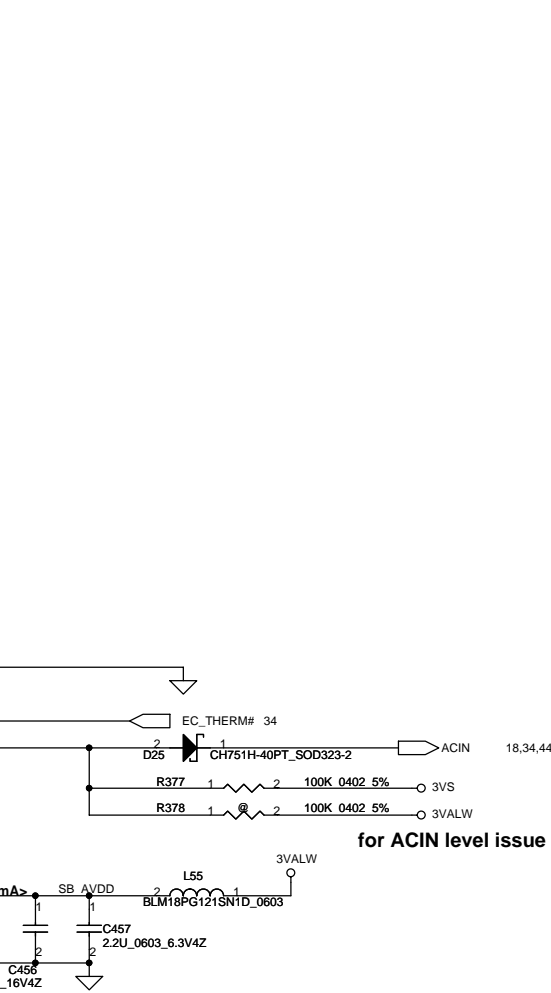 EC_THERM# 34
2 1
D25 CH751H-40PT_SOD323-2
ACIN 18,34,44
R377 1 2 100K_0402_5% 3VS
R378 1 @ 2 100K_0402_5% 3VALW
for ACIN level issue
3VALW
L55
mA> SB_AVDD 2 1
BLM18PG121SN1D_0603
1 1
C457
2.2U_0603_6.3V4Z
2 2
C456
_16V4Z